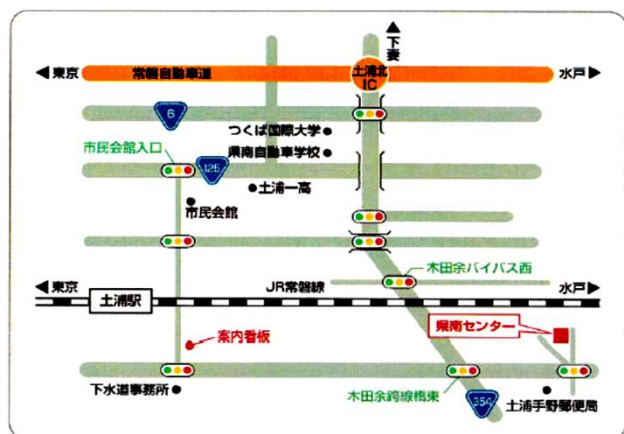 ▲下妻
◀東京
常磐自動車道
土浦北
IC
水戸▶
6
つくば国際大学
市民会館入口
県南自動車学校
125
土浦一高
市民会館
木田余バイパス西
◀東京
JR常磐線
水戸▶
土浦駅
県南センター
案内看板
下水道事務所
木田余跨線橋東
354
土浦手野郵便局